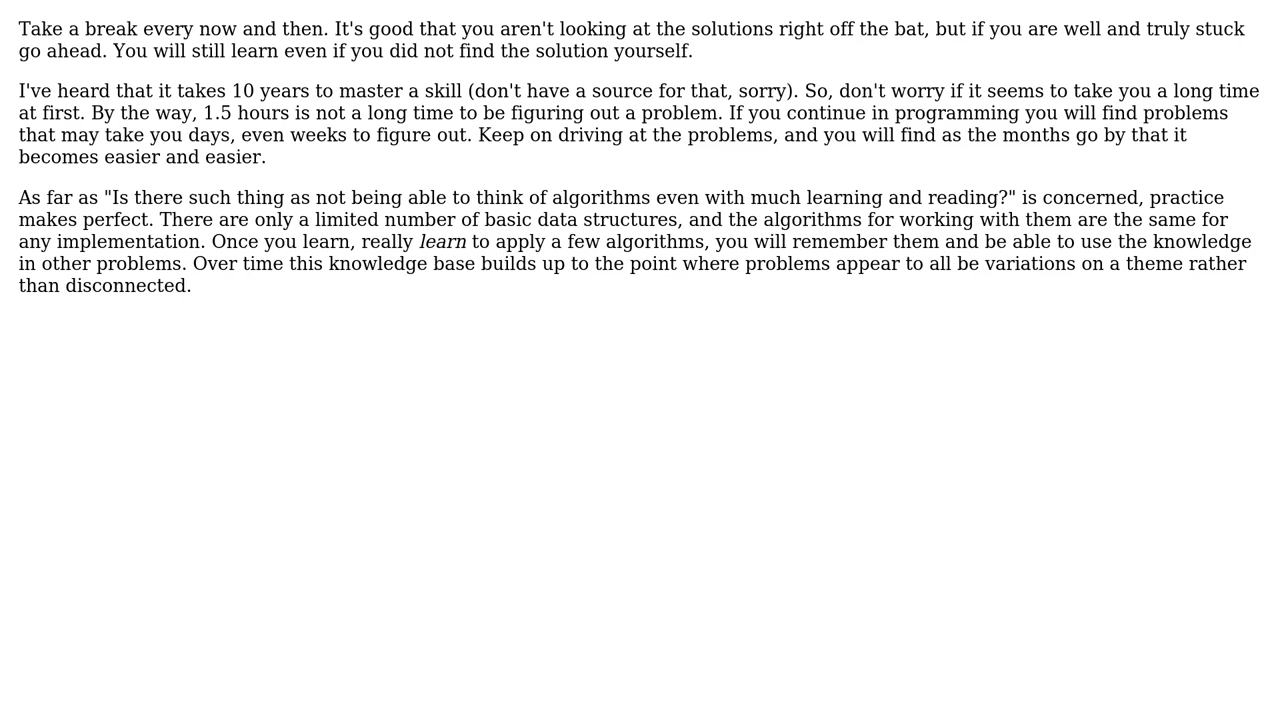 Take a break every now and then. It's good that you aren't looking at the solutions right off the bat, but if you are well and truly stuck
go ahead. You will still learn even if you did not find the solution yourself.
I've heard that it takes 10 years to master a skill (don't have a source for that, sorry). So, don't worry if it seems to take you a long time
at first. By the way, 1.5 hours is not a long time to be figuring out a problem. If you continue in programming you will find problems
that may take you days, even weeks to figure out. Keep on driving at the problems, and you will find as the months go by that it
becomes easier and easier.
As far as "Is there such thing as not being able to think of algorithms even with much learning and reading?" is concerned, practice
makes perfect. There are only a limited number of basic data structures, and the algorithms for working with them are the same for
any implementation. Once you learn, really learn to apply a few algorithms, you will remember them and be able to use the knowledge
in other problems. Over time this knowledge base builds up to the point where problems appear to all be variations on a theme rather
than disconnected.